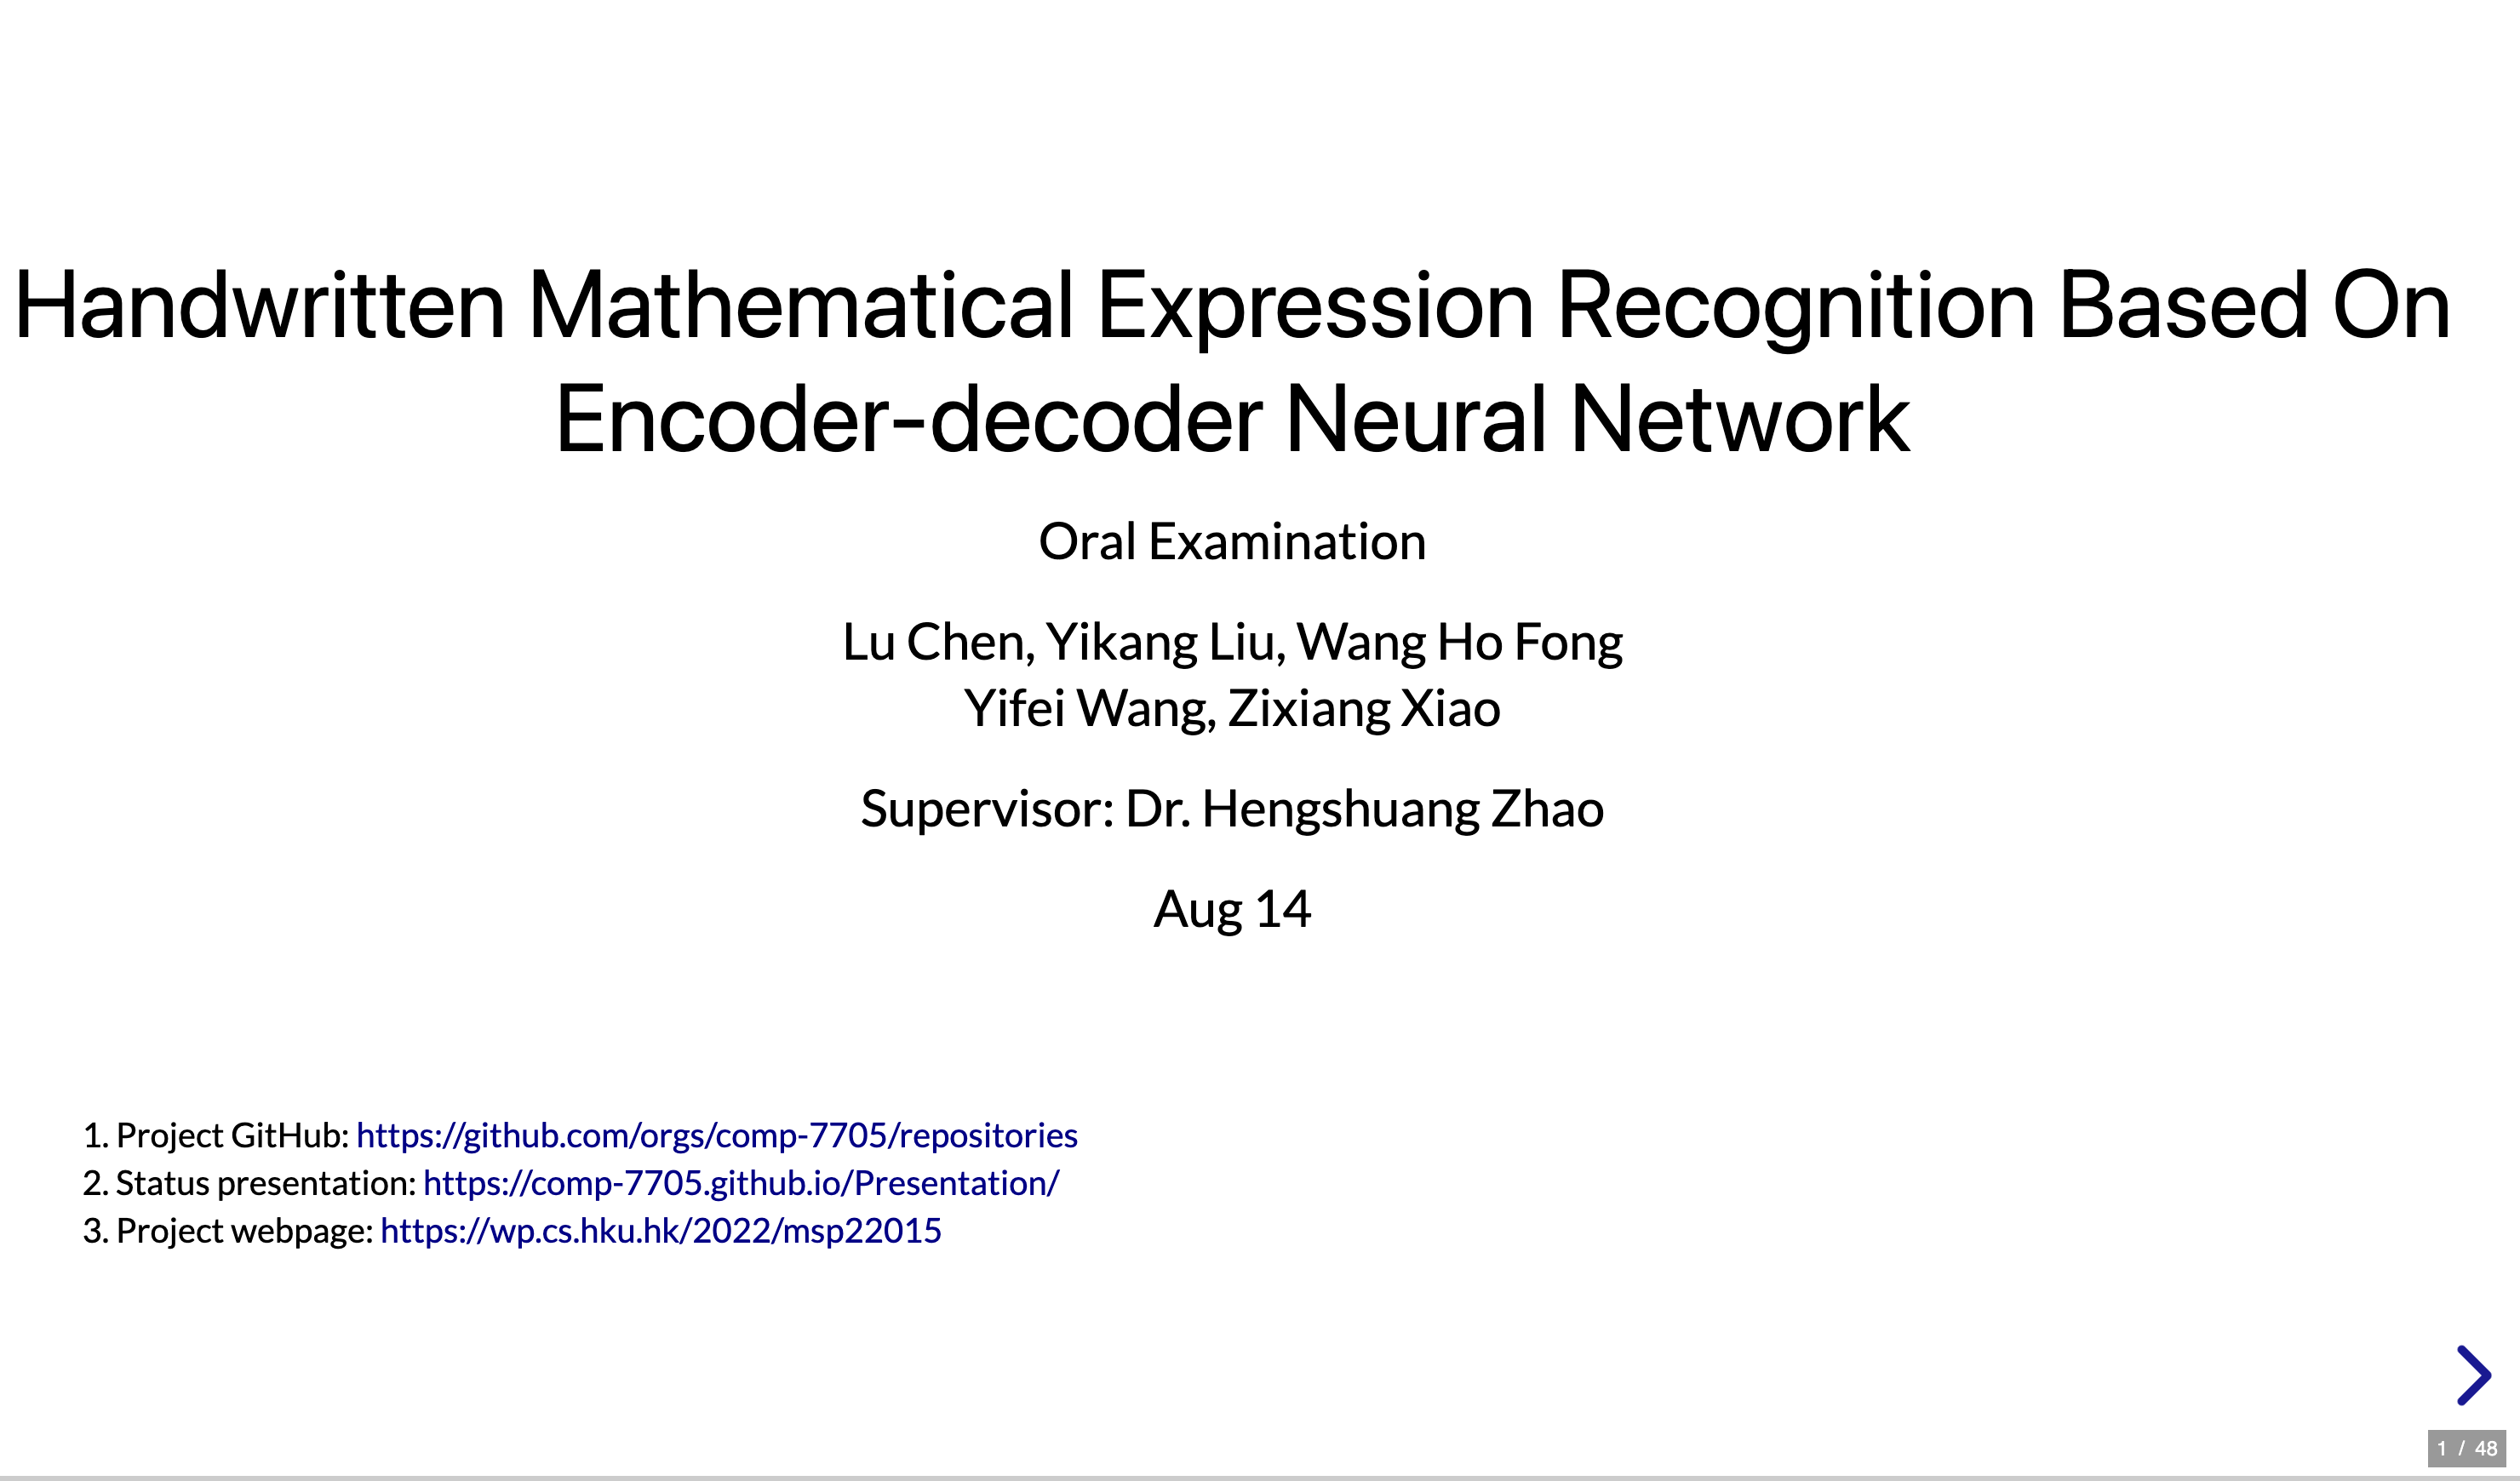 Handwritten Mathematical Expression Recognition Based On
Encoder-decoder Neural Network
Oral Examination
Lu Chen, Yikang Liu, Wang Ho Fong
Yifei Wang, Zixiang Xiao
Supervisor: Dr. Hengshuang Zhao
Aug 14
1. Project GitHub: https://github.com/orgs/comp-7705/repositories
2. Status presentation: https://comp-7705.github.io/Presentation/
3. Project webpage: https://wp.cs.hku.hk/2022/msp22015
1 / 48